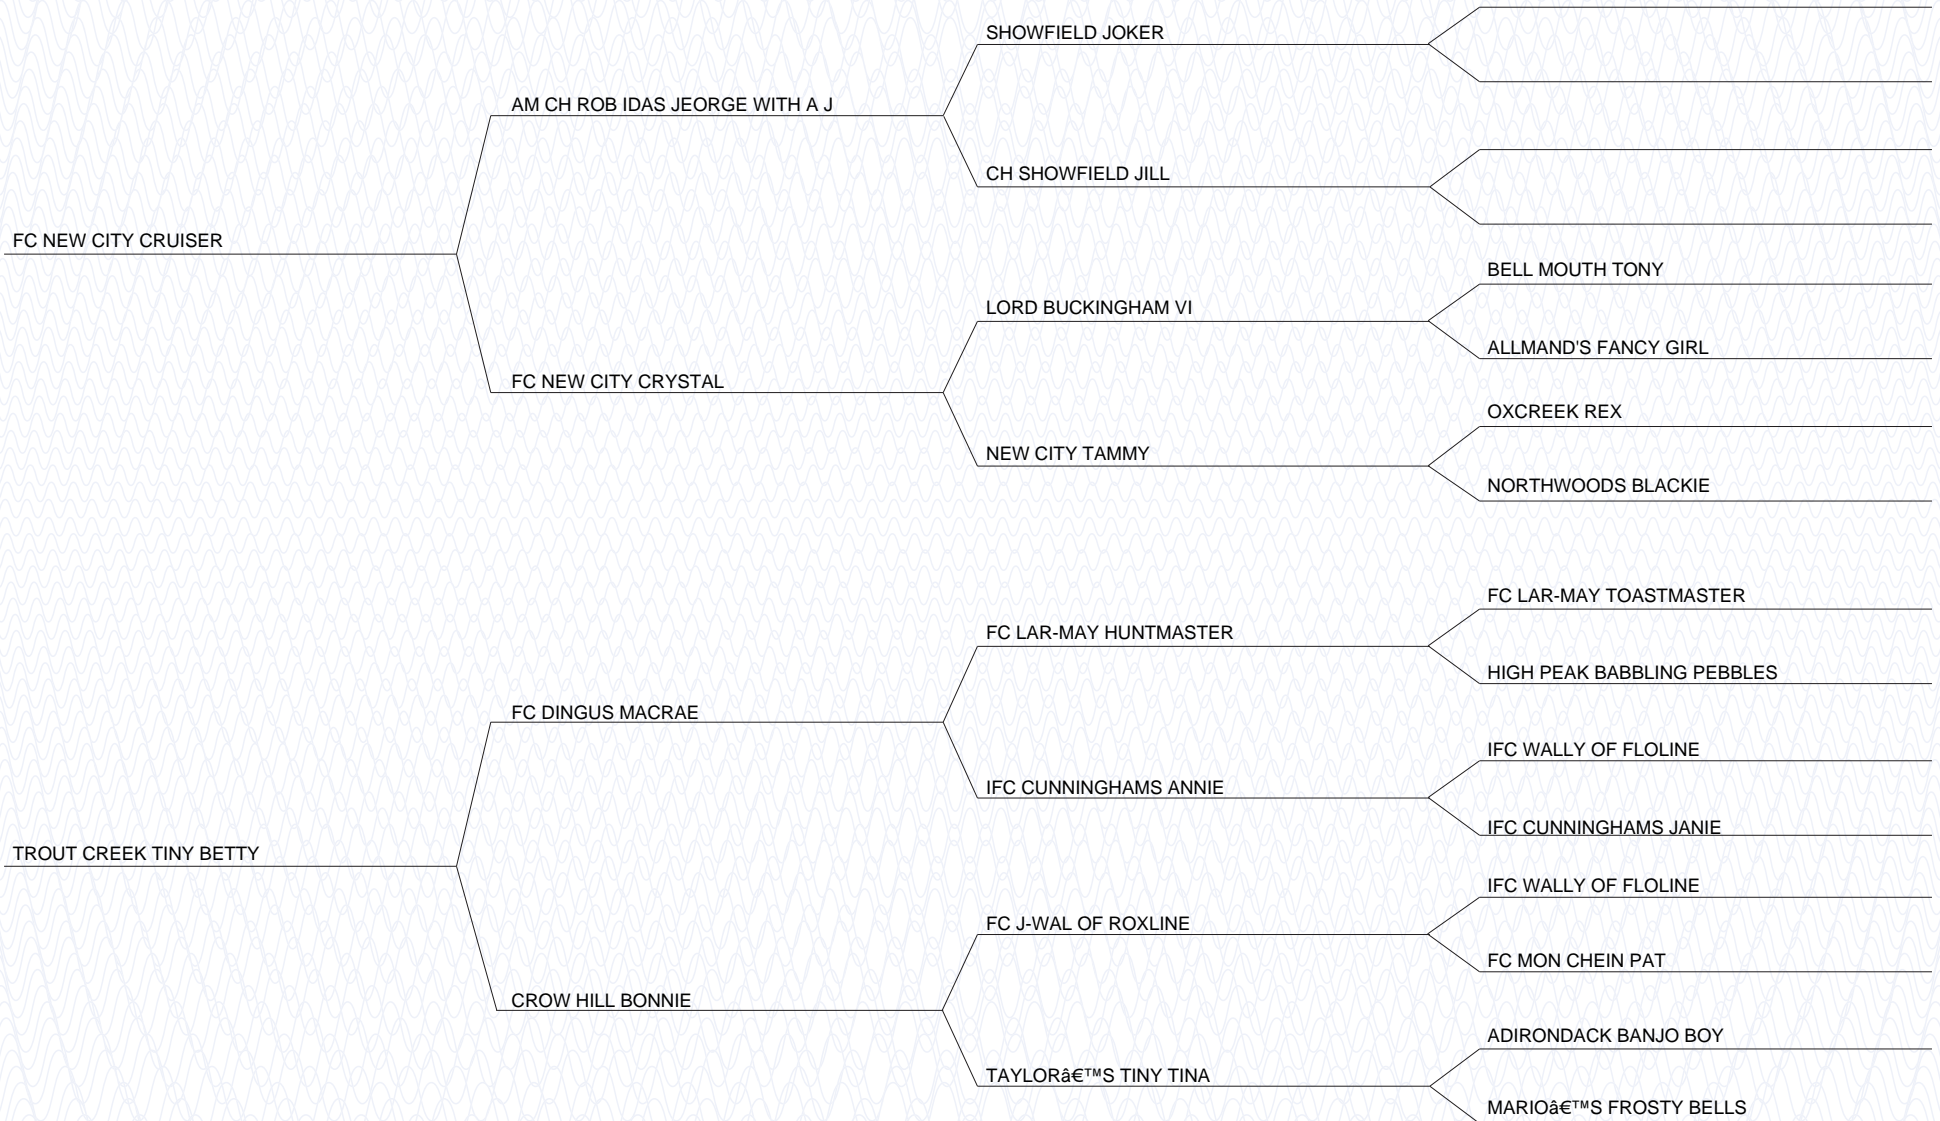 SHOWFIELD JOKER
AM CH ROB IDAS JEORGE WITH A J
CH SHOWFIELD JILL
FC NEW CITY CRUISER
BELL MOUTH TONY
LORD BUCKINGHAM VI
ALLMAND'S FANCY GIRL
FC NEW CITY CRYSTAL
OXCREEK REX
NEW CITY TAMMY
NORTHWOODS BLACKIE
FC LAR-MAY TOASTMASTER
FC LAR-MAY HUNTMASTER
HIGH PEAK BABBLING PEBBLES
FC DINGUS MACRAE
IFC WALLY OF FLOLINE
IFC CUNNINGHAMS ANNIE
IFC CUNNINGHAMS JANIE
TROUT CREEK TINY BETTY
IFC WALLY OF FLOLINE
FC J-WAL OF ROXLINE
FC MON CHEIN PAT
CROW HILL BONNIE
ADIRONDACK BANJO BOY
TAYLOR’S TINY TINA
MARIO’S FROSTY BELLS